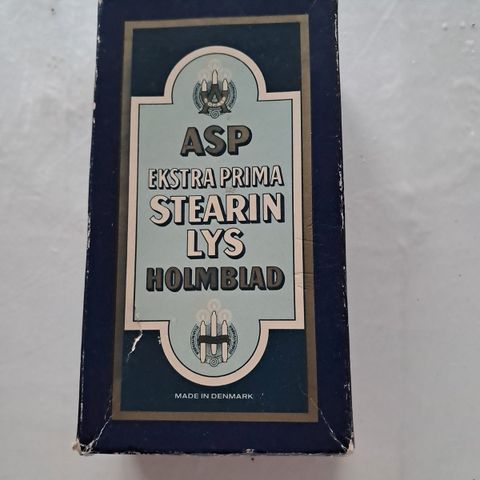 ASP
EKSTRA PRIMA
STEARIN
LYS
HOLMBLAD
MADE IN DENMARK